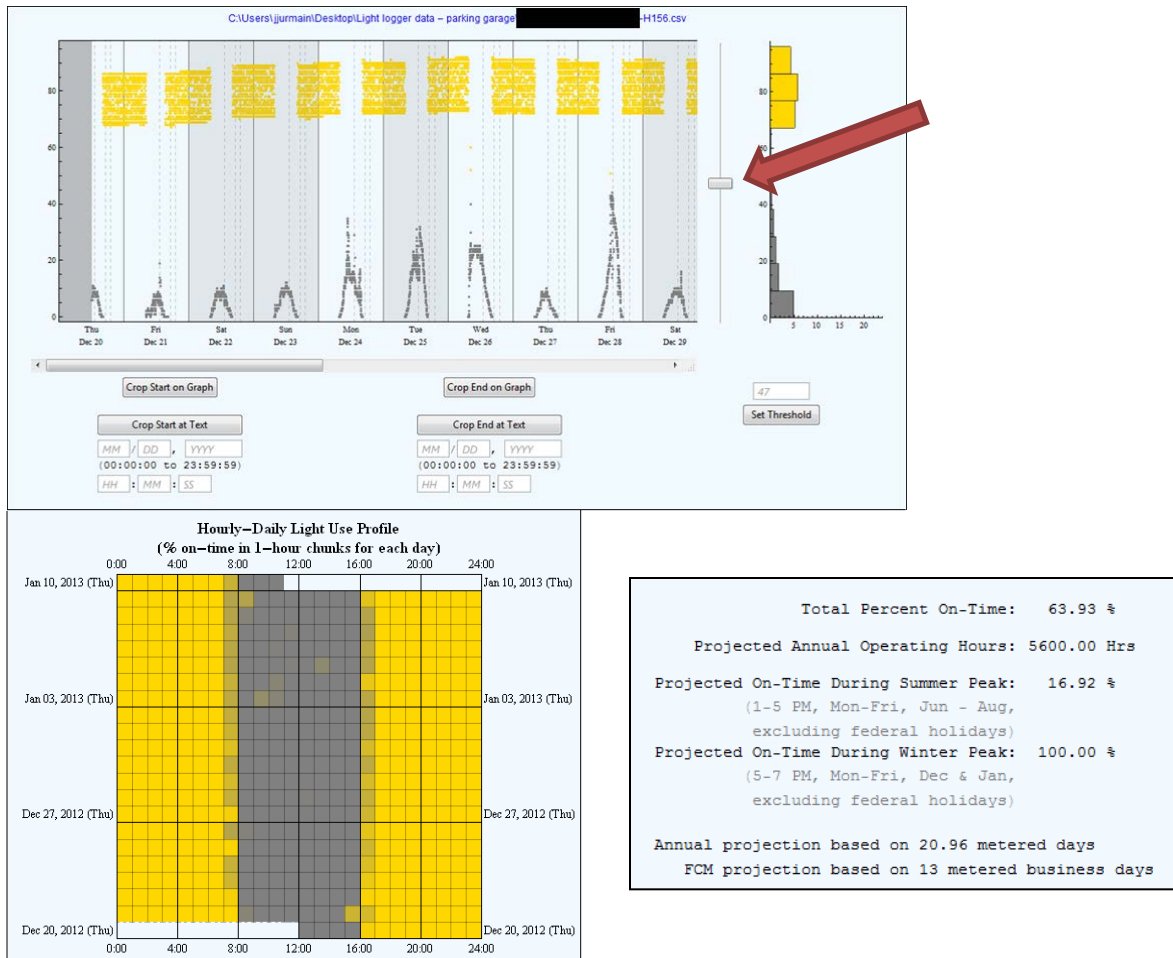 C:\Users\jjurmain\Desktop\Light logger data – parking garage\
-H156.csv
80
60
40
20
0
Thu Fri Sat Sun Mon Tue Wed Thu Fri Sat
Dec 20 Dec 21 Dec 22 Dec 23 Dec 24 Dec 25 Dec 26 Dec 27 Dec 28 Dec 29
80
60
40
20
0
5 10 15 20
Crop Start on Graph
Crop End on Graph
47
Set Threshold
Crop Start at Text
MM / DD , YYYY
(00:00:00 to 23:59:59)
HH : MM : SS
Crop End at Text
MM / DD , YYYY
(00:00:00 to 23:59:59)
HH : MM : SS
Hourly–Daily Light Use Profile
(% on–time in 1–hour chunks for each day)
0:00 4:00 8:00 12:00 16:00 20:00 24:00
Jan 10, 2013 (Thu) Jan 10, 2013 (Thu)
Jan 03, 2013 (Thu) Jan 03, 2013 (Thu)
Dec 27, 2012 (Thu) Dec 27, 2012 (Thu)
Dec 20, 2012 (Thu) Dec 20, 2012 (Thu)
0:00 4:00 8:00 12:00 16:00 20:00 24:00
Total Percent On-Time: 63.93 %
Projected Annual Operating Hours: 5600.00 Hrs
Projected On-Time During Summer Peak: 16.92 %
(1-5 PM, Mon-Fri, Jun - Aug,
excluding federal holidays)
Projected On-Time During Winter Peak: 100.00 %
(5-7 PM, Mon-Fri, Dec & Jan,
excluding federal holidays)
Annual projection based on 20.96 metered days
FCM projection based on 13 metered business days